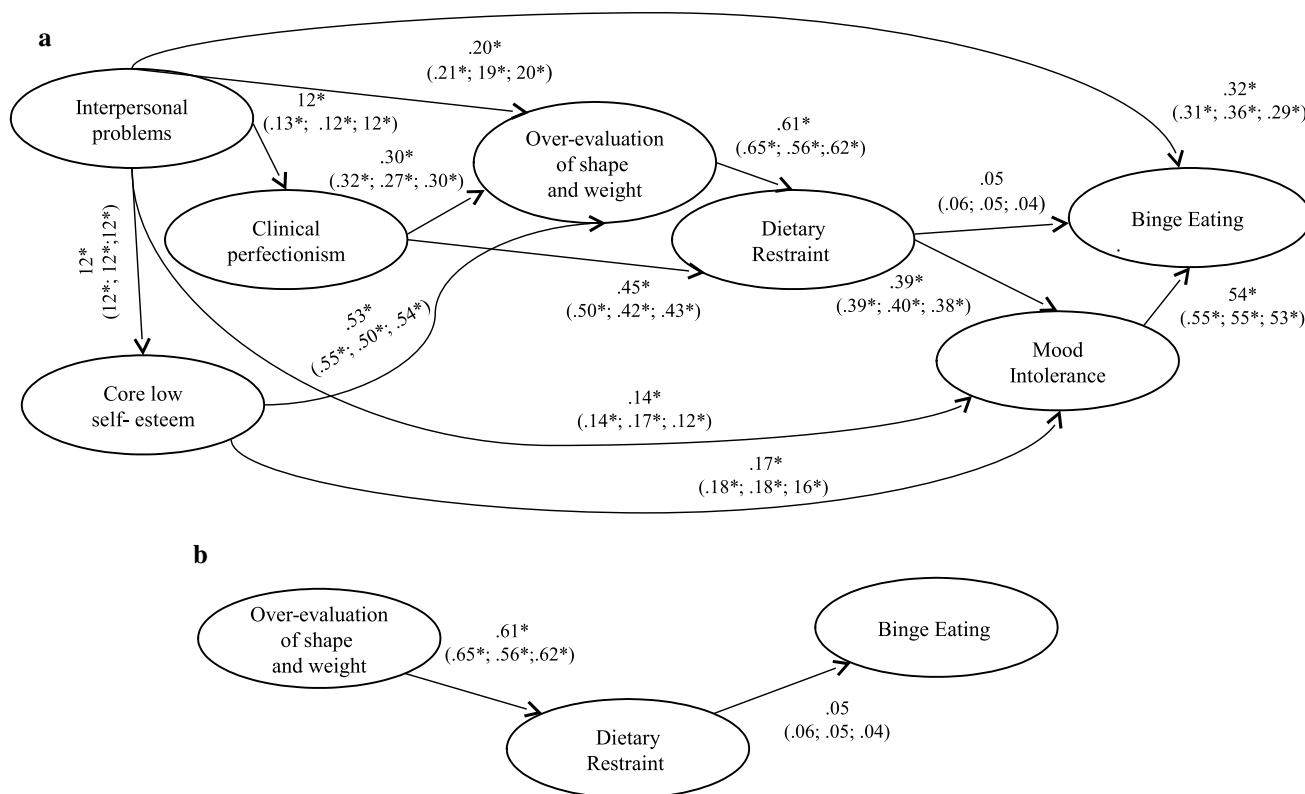 a
.20*
(.21*; 19*; 20*)
Interpersonal
problems
12*
(.13*; .12*; 12*)
.32*
(.31*; .36*; .29*)
Over-evaluation
of shape
and weight
.61*
(.65*; .56*;.62*)
.30*
(.32*; .27*; .30*)
Clinical
perfectionism
Dietary
Restraint
.05
(.06; .05; .04)
Binge Eating
12*
(12*; 12*;12*)
.45*
(.50*; .42*; .43*)
.39*
(.39*; .40*; .38*)
54*
(.55*; 55*; 53*)
.53*
(.55*; .50*; .54*)
Mood
Intolerance
Core low
self- esteem
.14*
(.14*; .17*; .12*)
.17*
(.18*; .18*; 16*)
b
Over-evaluation
of shape
and weight
.61*
(.65*; .56*;.62*)
Binge Eating
Dietary
Restraint
.05
(.06; .05; .04)